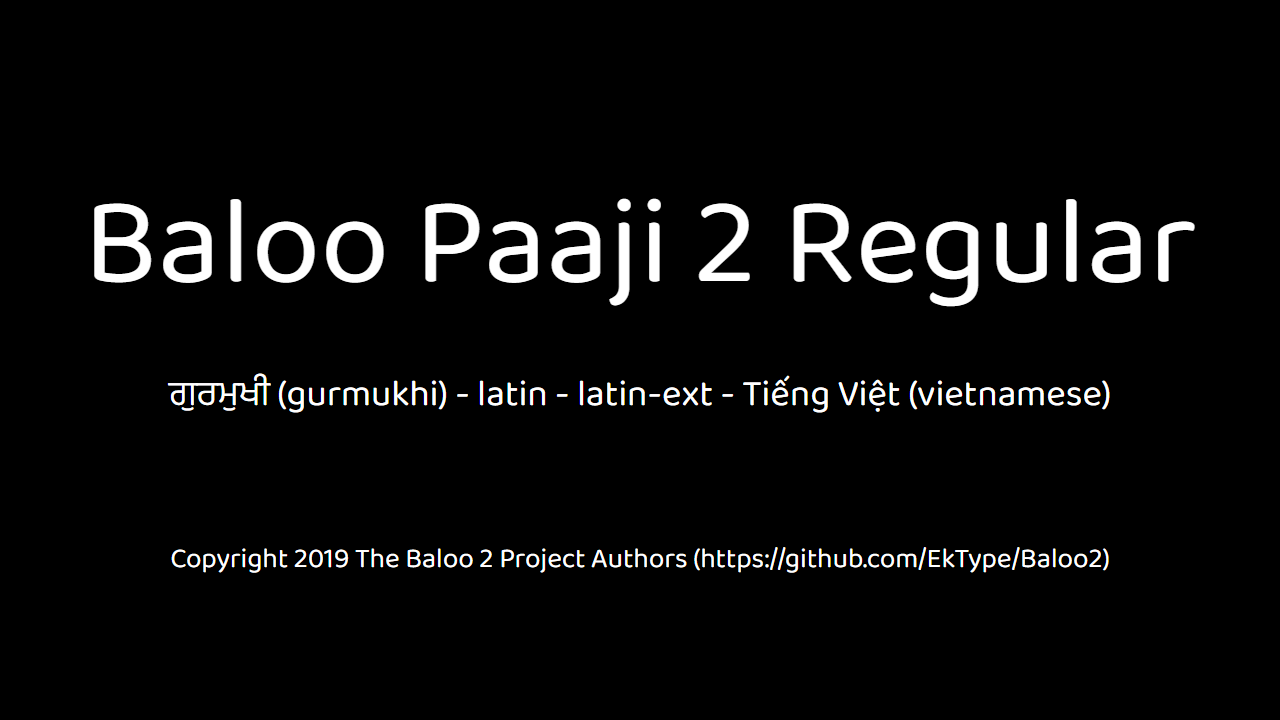 Baloo Paaji 2 Regular
ਗੁਰਮੁਖੀ (gurmukhi) - latin - latin-ext - Tiếng Việt (vietnamese)
Copyright 2019 The Baloo 2 Project Authors (https://github.com/EkType/Baloo2)